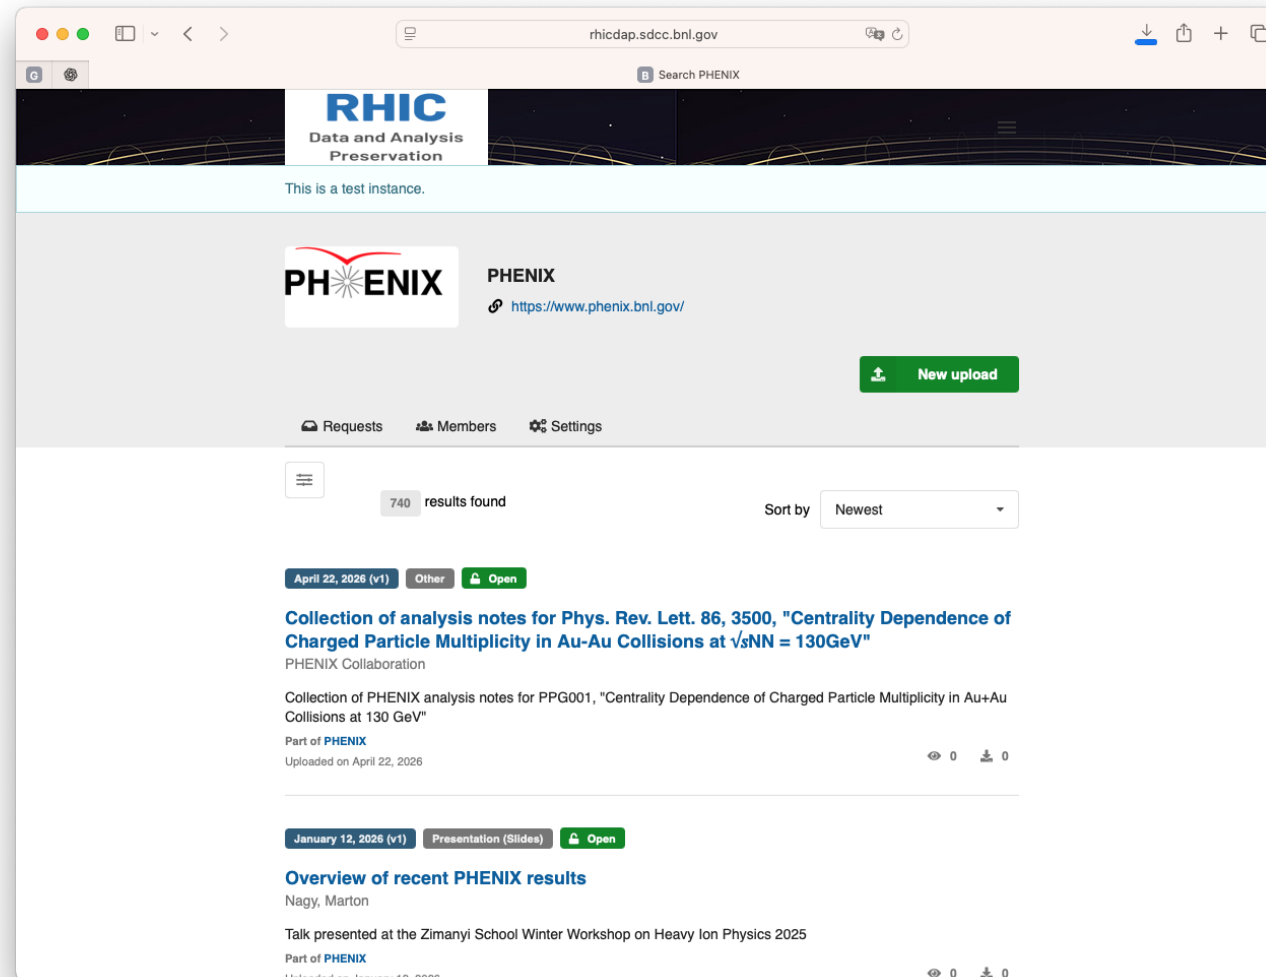 rhicdap.sdcc.bnl.gov
G
B Search PHENIX
RHIC
Data and Analysis
Preservation
This is a test instance.
PHENIX
PHENIX
https://www.phenix.bnl.gov/
New upload
Requests Members Settings
740 results found
Sort by Newest
April 22, 2026 (v1) Other Open
Collection of analysis notes for Phys. Rev. Lett. 86, 3500, "Centrality Dependence of
Charged Particle Multiplicity in Au-Au Collisions at √sNN = 130GeV"
PHENIX Collaboration
Collection of PHENIX analysis notes for PPG001, "Centrality Dependence of Charged Particle Multiplicity in Au+Au
Collisions at 130 GeV"
Part of PHENIX
Uploaded on April 22, 2026
0 0
January 12, 2026 (v1) Presentation (Slides) Open
Overview of recent PHENIX results
Nagy, Marton
Talk presented at the Zimanyi School Winter Workshop on Heavy Ion Physics 2025
Part of PHENIX
0 0